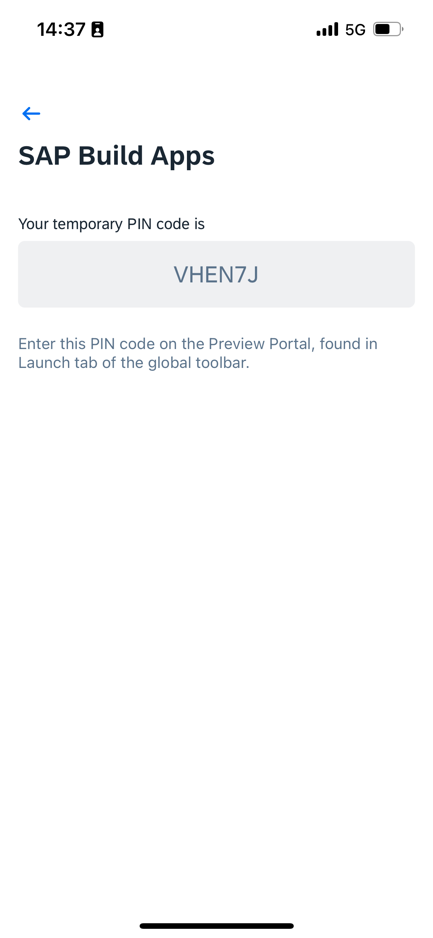 14:37
5G
SAP Build Apps
Your temporary PIN code is
VHEN7J
Enter this PIN code on the Preview Portal, found in
Launch tab of the global toolbar.